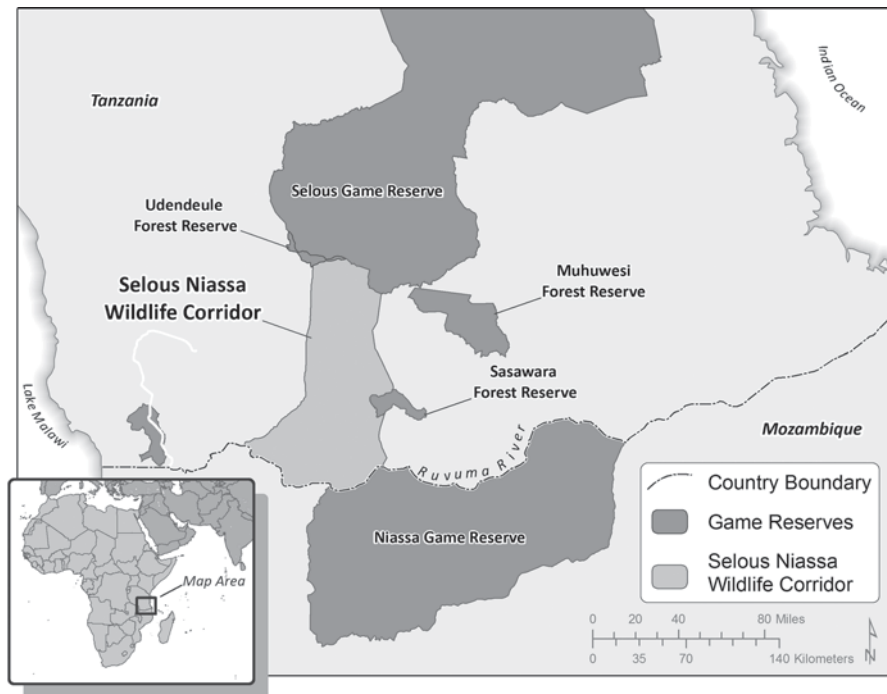 Tanzania
Indian Ocean
Selous Game Reserve
Udendeule
Forest Reserve
Selous Niassa
Wildlife Corridor
Muhuwesi
Forest Reserve
Sasawara
Forest Reserve
Lake Malawi
Ruvuma River
Mozambique
Niassa Game Reserve
Map Area
Country Boundary
Game Reserves
Selous Niassa
Wildlife Corridor
0 20 40 80 Miles
0 35 70 140 Kilometers
N